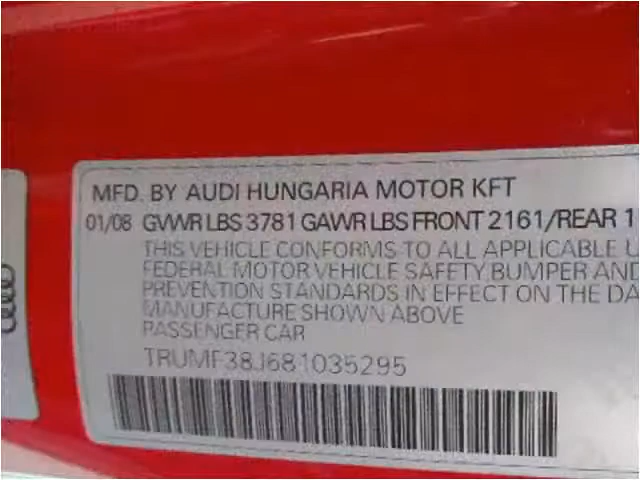 MFD. BY AUDI HUNGARIA MOTOR KFT
01/08 GVWR LBS 3781 GAWR LBS FRONT 2161/REAR 1
THIS VEHICLE CONFORMS TO ALL APPLICABLE U
FEDERAL MOTOR VEHICLE SAFETY, BUMPER AND
PREVENTION STANDARDS IN EFFECT ON THE DA
MANUFACTURE SHOWN ABOVE
PASSENGER CAR
TRUMF38J681035295